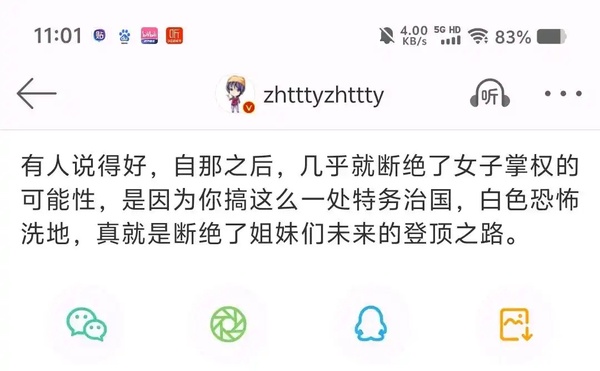 11:01
4.00 KB/s
5G HD
83%
zhtttyzhttty
听
有人说得好，自那之后，几乎就断绝了女子掌权的
可能性，是因为你搞这么一处特务治国，白色恐怖
洗地，真就是断绝了姐妹们未来的登顶之路。